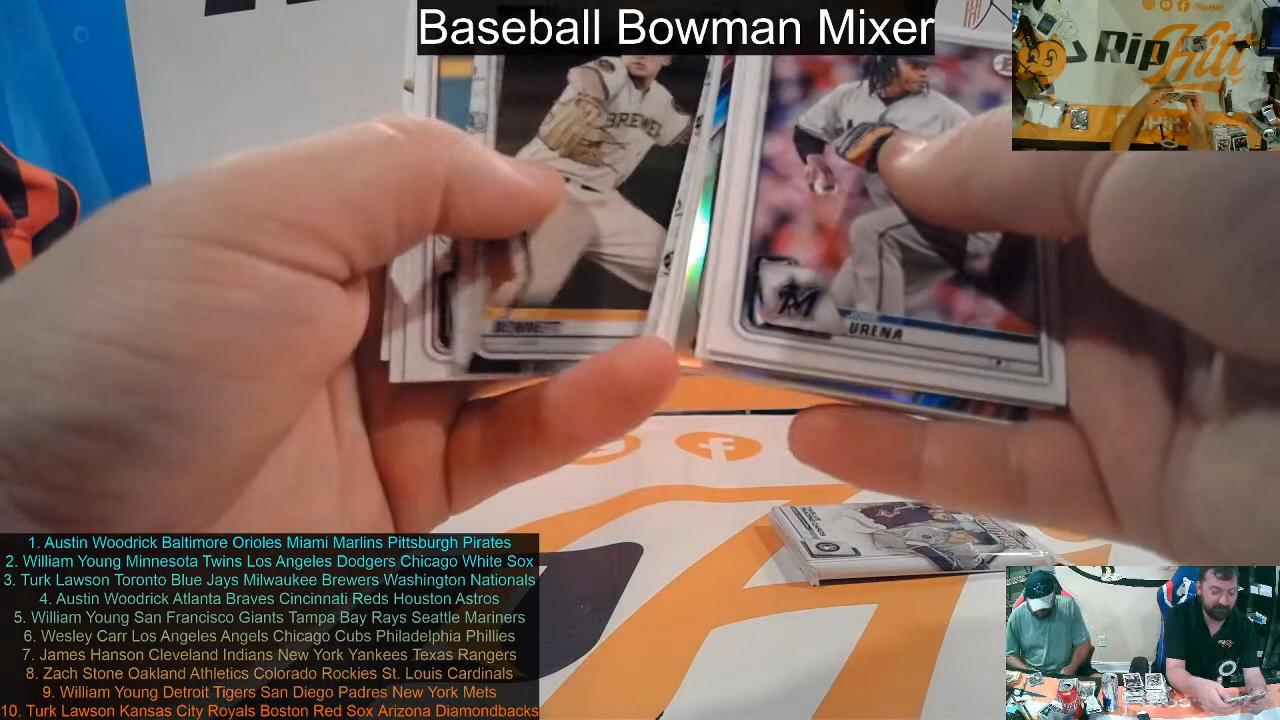 Baseball Bowman Mixer
RipHitt
Rip Hitt
BREWE
URENA
1. Austin Woodrick Baltimore Orioles Miami Marlins Pittsburgh Pirates
2. William Young Minnesota Twins Los Angeles Dodgers Chicago White Sox
3. Turk Lawson Toronto Blue Jays Milwaukee Brewers Washington Nationals
4. Austin Woodrick Atlanta Braves Cincinnati Reds Houston Astros
5. William Young San Francisco Giants Tampa Bay Rays Seattle Mariners
6. Wesley Carr Los Angeles Angels Chicago Cubs Philadelphia Phillies
7. James Hanson Cleveland Indians New York Yankees Texas Rangers
8. Zach Stone Oakland Athletics Colorado Rockies St. Louis Cardinals
9. William Young Detroit Tigers San Diego Padres New York Mets
10. Turk Lawson Kansas City Royals Boston Red Sox Arizona Diamondbacks